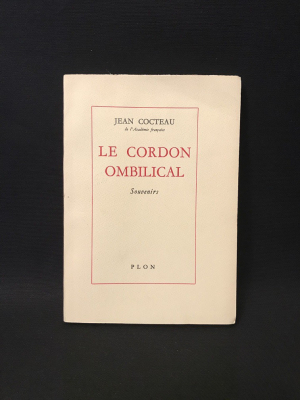 JEAN COCTEAU
de l'Académie française
LE CORDON
OMBILICAL
Souvenirs
PLON